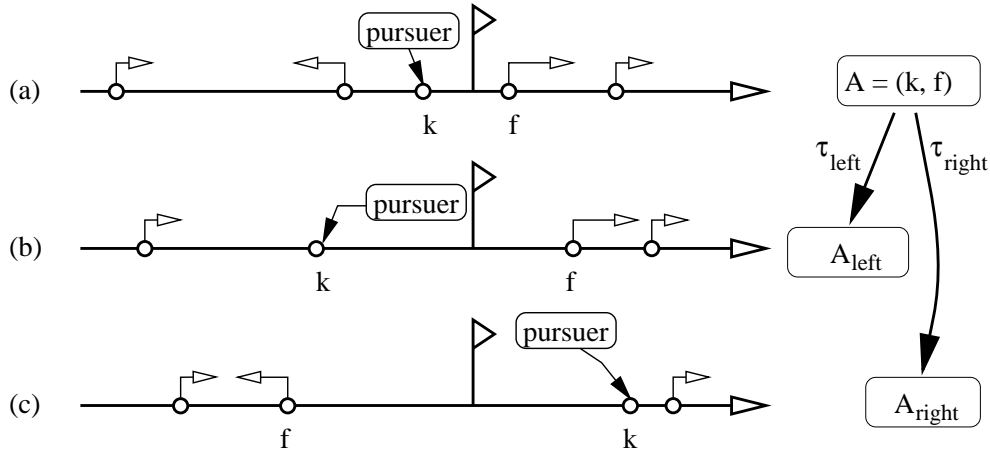 (a)
pursuer
k
f
A = (k, f)
τleft
τright
(b)
pursuer
k
f
Aleft
(c)
pursuer
f
k
Aright